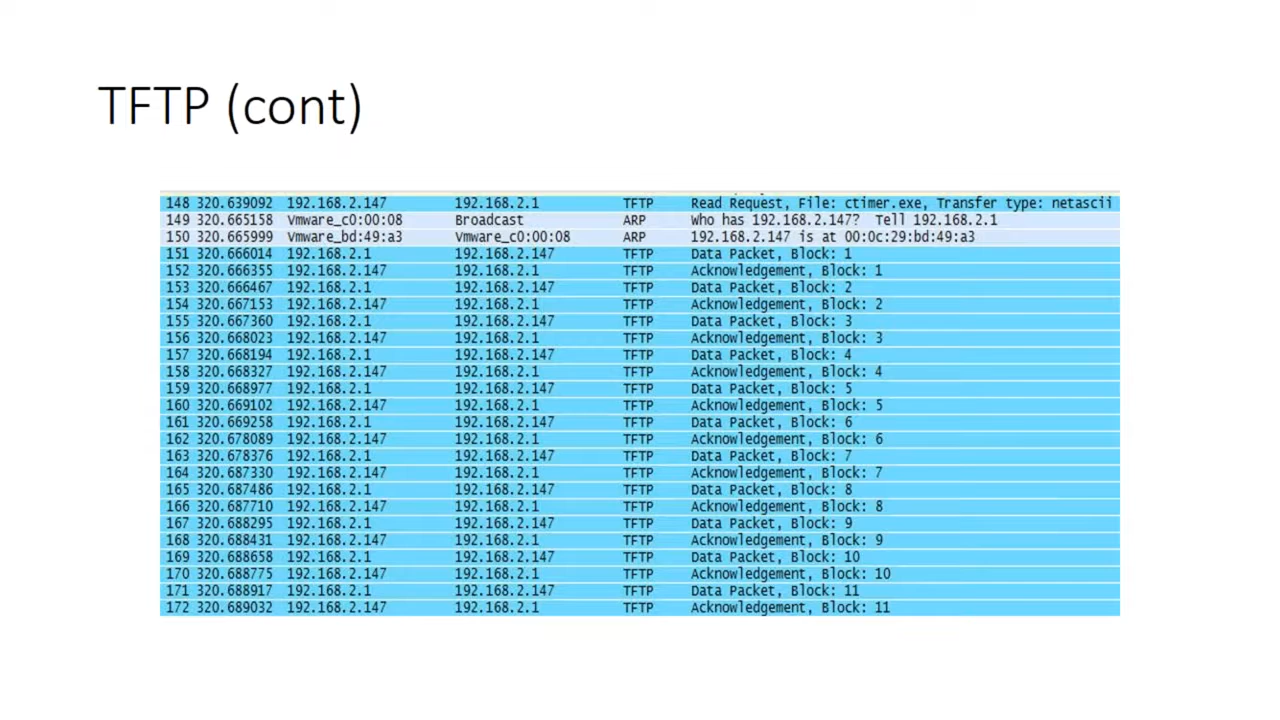 TFTP (cont)
148 320.639092 192.168.2.147 192.168.2.1 TFTP Read Request, File: ctimer.exe, Transfer type: netascii
149 320.665158 Vmware_c0:00:08 Broadcast ARP Who has 192.168.2.147? Tell 192.168.2.1
150 320.665999 Vmware_bd:49:a3 Vmware_c0:00:08 ARP 192.168.2.147 is at 00:0c:29:bd:49:a3
151 320.666014 192.168.2.1 192.168.2.147 TFTP Data Packet, Block: 1
152 320.666355 192.168.2.147 192.168.2.1 TFTP Acknowledgement, Block: 1
153 320.666467 192.168.2.1 192.168.2.147 TFTP Data Packet, Block: 2
154 320.667153 192.168.2.147 192.168.2.1 TFTP Acknowledgement, Block: 2
155 320.667360 192.168.2.1 192.168.2.147 TFTP Data Packet, Block: 3
156 320.668023 192.168.2.147 192.168.2.1 TFTP Acknowledgement, Block: 3
157 320.668194 192.168.2.1 192.168.2.147 TFTP Data Packet, Block: 4
158 320.668327 192.168.2.147 192.168.2.1 TFTP Acknowledgement, Block: 4
159 320.668977 192.168.2.1 192.168.2.147 TFTP Data Packet, Block: 5
160 320.669102 192.168.2.147 192.168.2.1 TFTP Acknowledgement, Block: 5
161 320.669258 192.168.2.1 192.168.2.147 TFTP Data Packet, Block: 6
162 320.678089 192.168.2.147 192.168.2.1 TFTP Acknowledgement, Block: 6
163 320.678376 192.168.2.1 192.168.2.147 TFTP Data Packet, Block: 7
164 320.687330 192.168.2.147 192.168.2.1 TFTP Acknowledgement, Block: 7
165 320.687486 192.168.2.1 192.168.2.147 TFTP Data Packet, Block: 8
166 320.687710 192.168.2.147 192.168.2.1 TFTP Acknowledgement, Block: 8
167 320.688295 192.168.2.1 192.168.2.147 TFTP Data Packet, Block: 9
168 320.688431 192.168.2.147 192.168.2.1 TFTP Acknowledgement, Block: 9
169 320.688658 192.168.2.1 192.168.2.147 TFTP Data Packet, Block: 10
170 320.688775 192.168.2.147 192.168.2.1 TFTP Acknowledgement, Block: 10
171 320.688917 192.168.2.1 192.168.2.147 TFTP Data Packet, Block: 11
172 320.689032 192.168.2.147 192.168.2.1 TFTP Acknowledgement, Block: 11